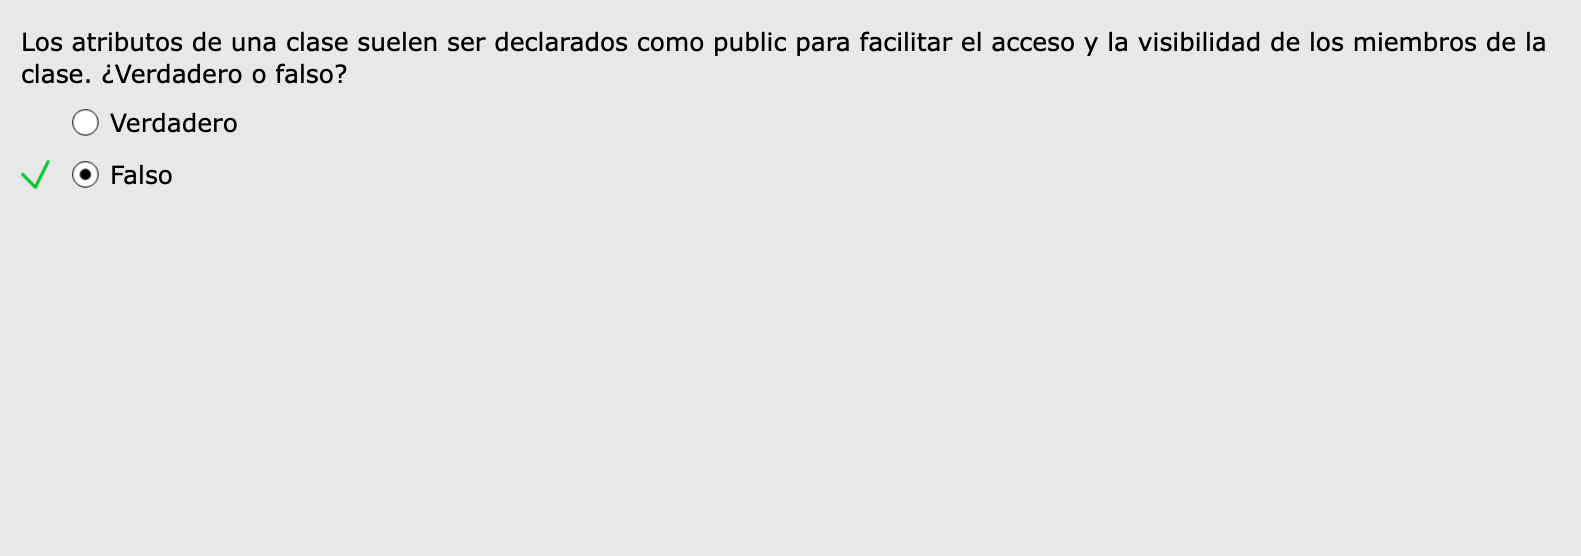 Los atributos de una clase suelen ser declarados como public para facilitar el acceso y la visibilidad de los miembros de la
clase. ¿Verdadero o falso?
Verdadero
Falso